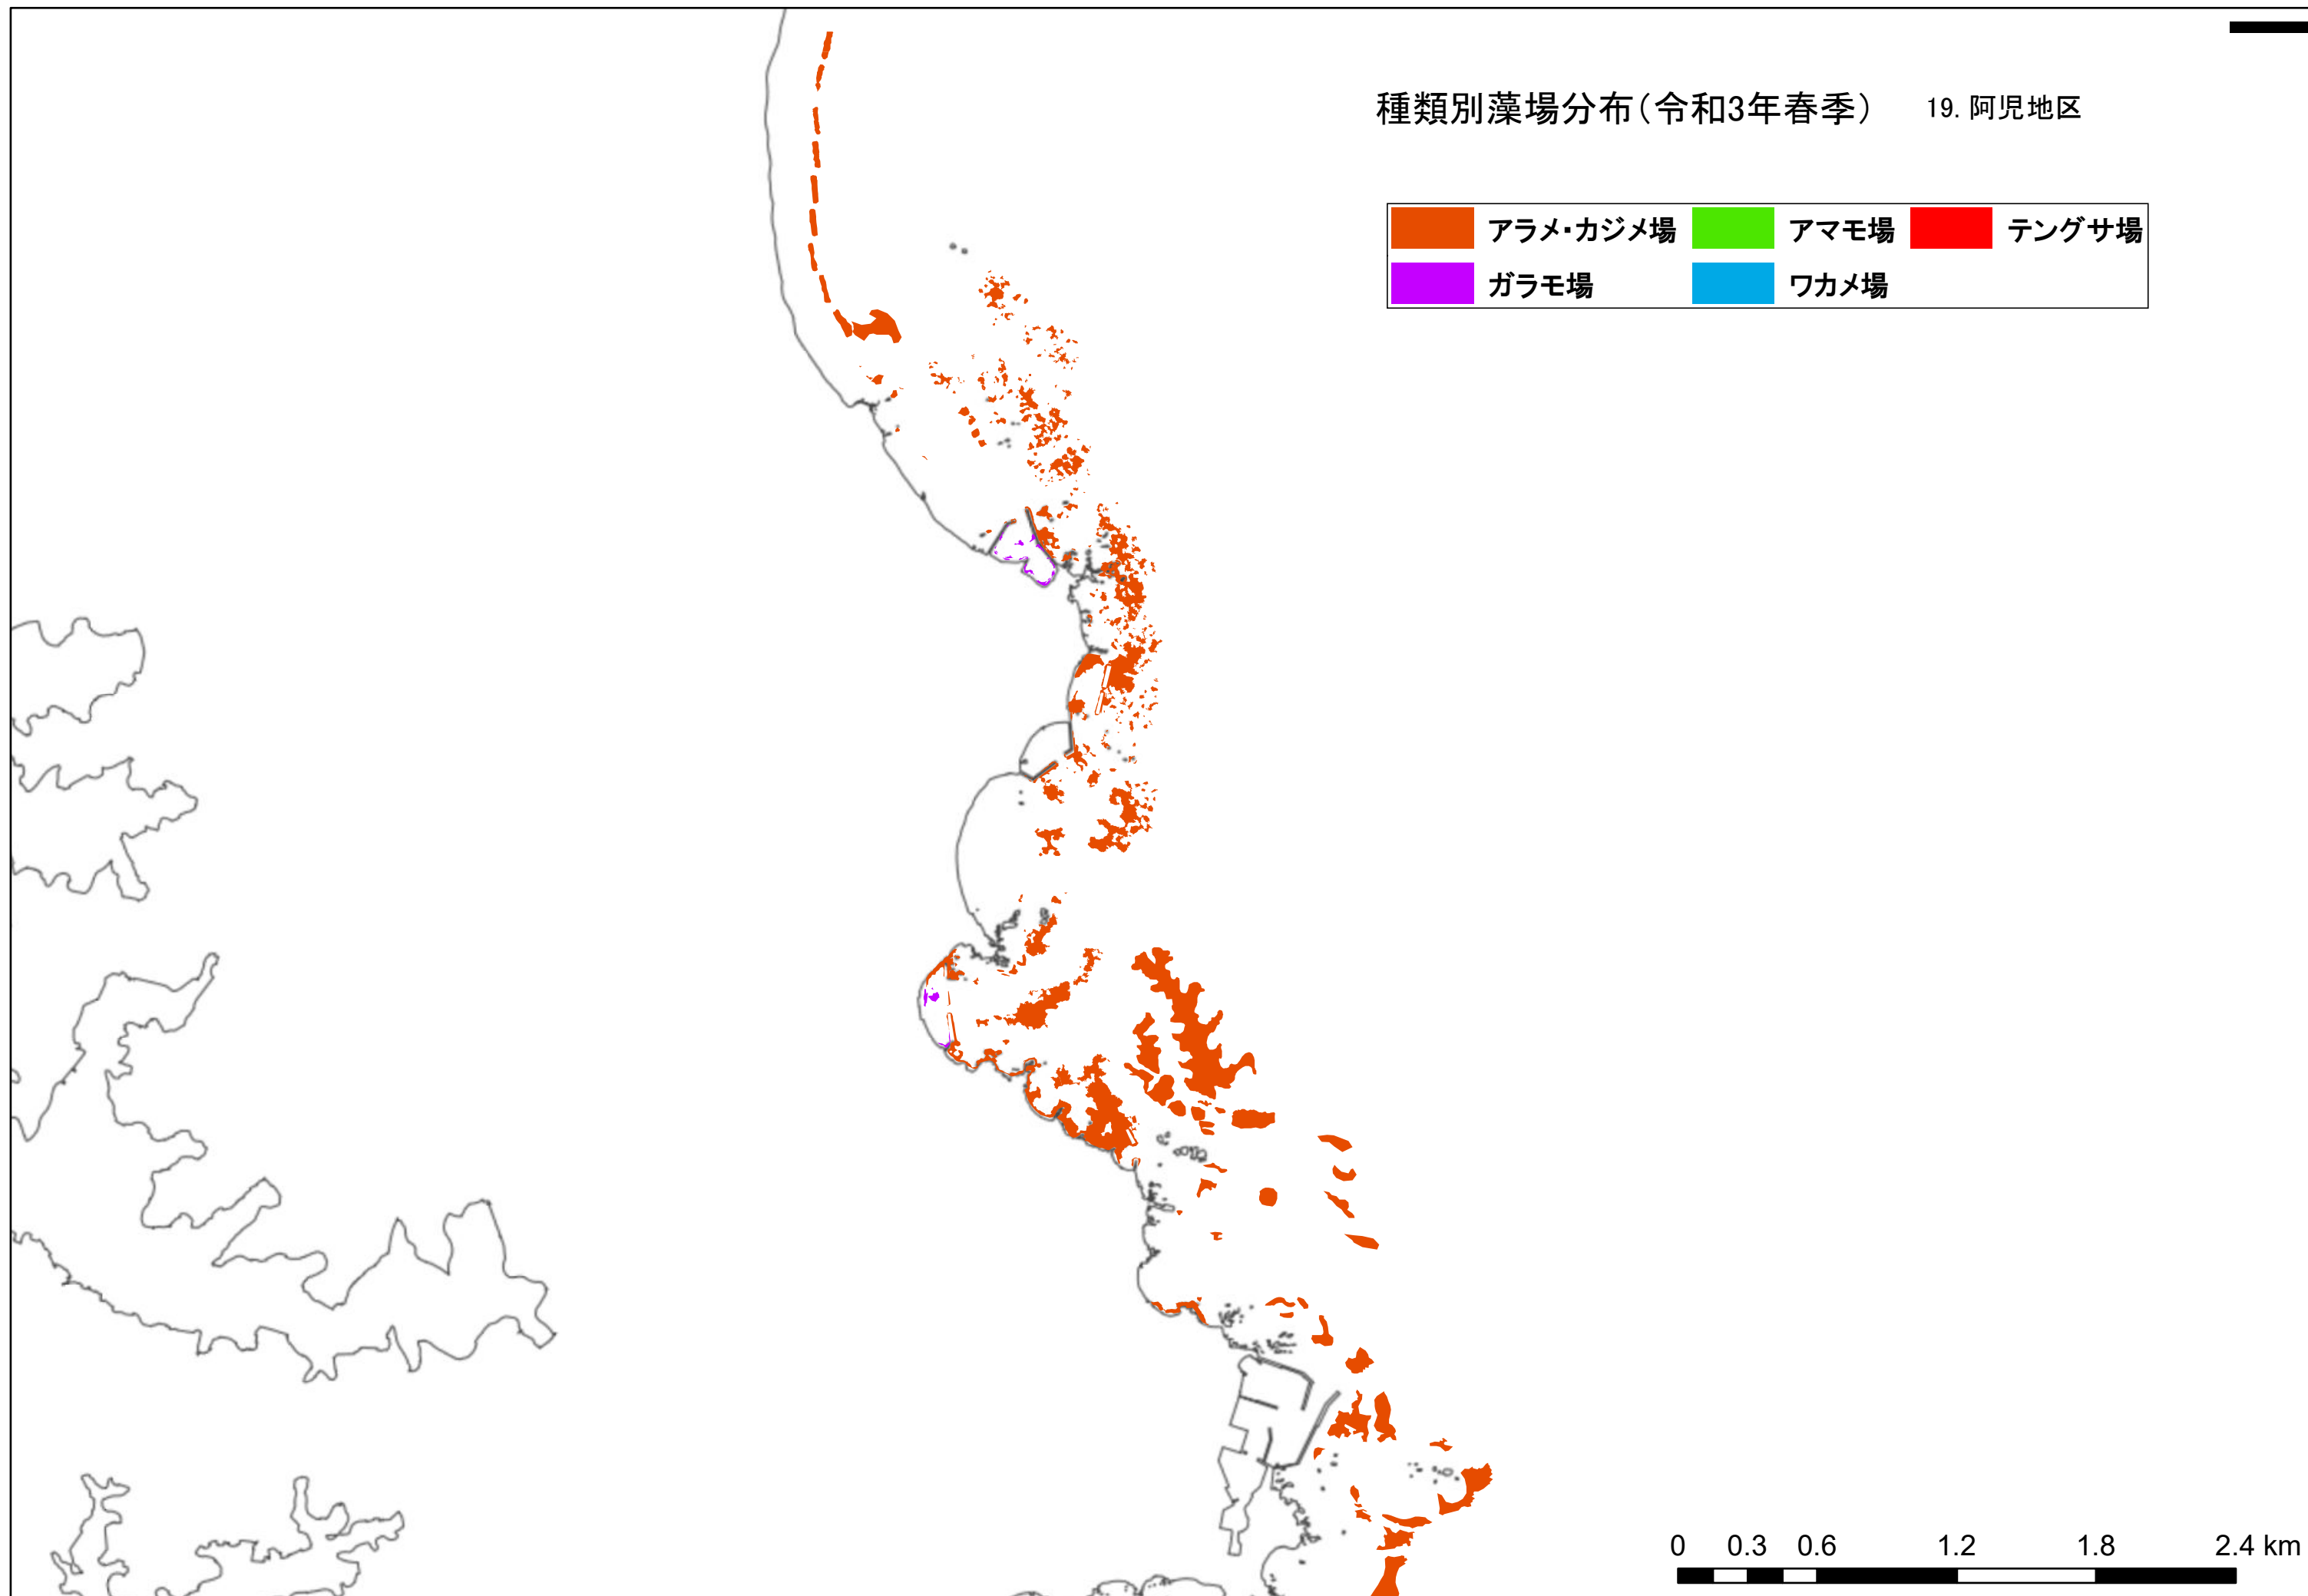 種類別藻場分布(令和3年春季) 19. 阿児地区
アラメ・カジメ場 アマモ場 テングサ場
ガラモ場 ワカメ場
0 0.3 0.6 1.2 1.8 2.4 km